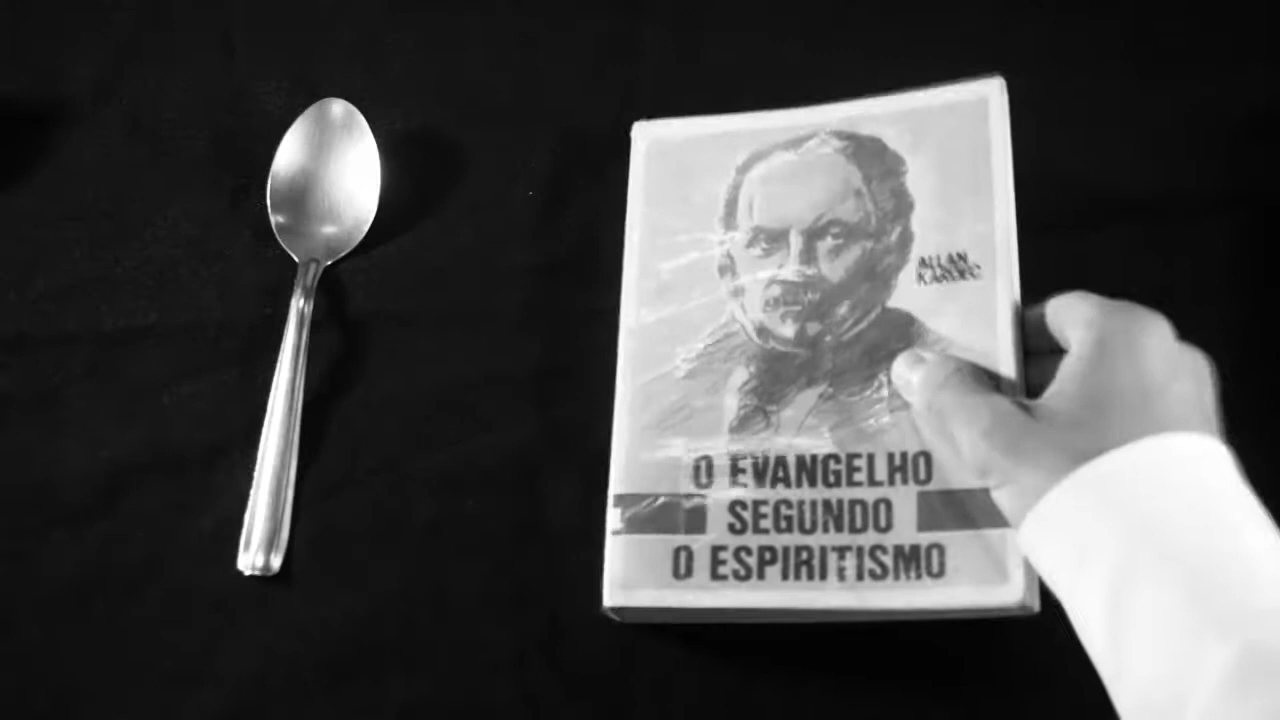 ALLAN
KARDEC
O EVANGELHO
SEGUNDO
O ESPIRITISMO